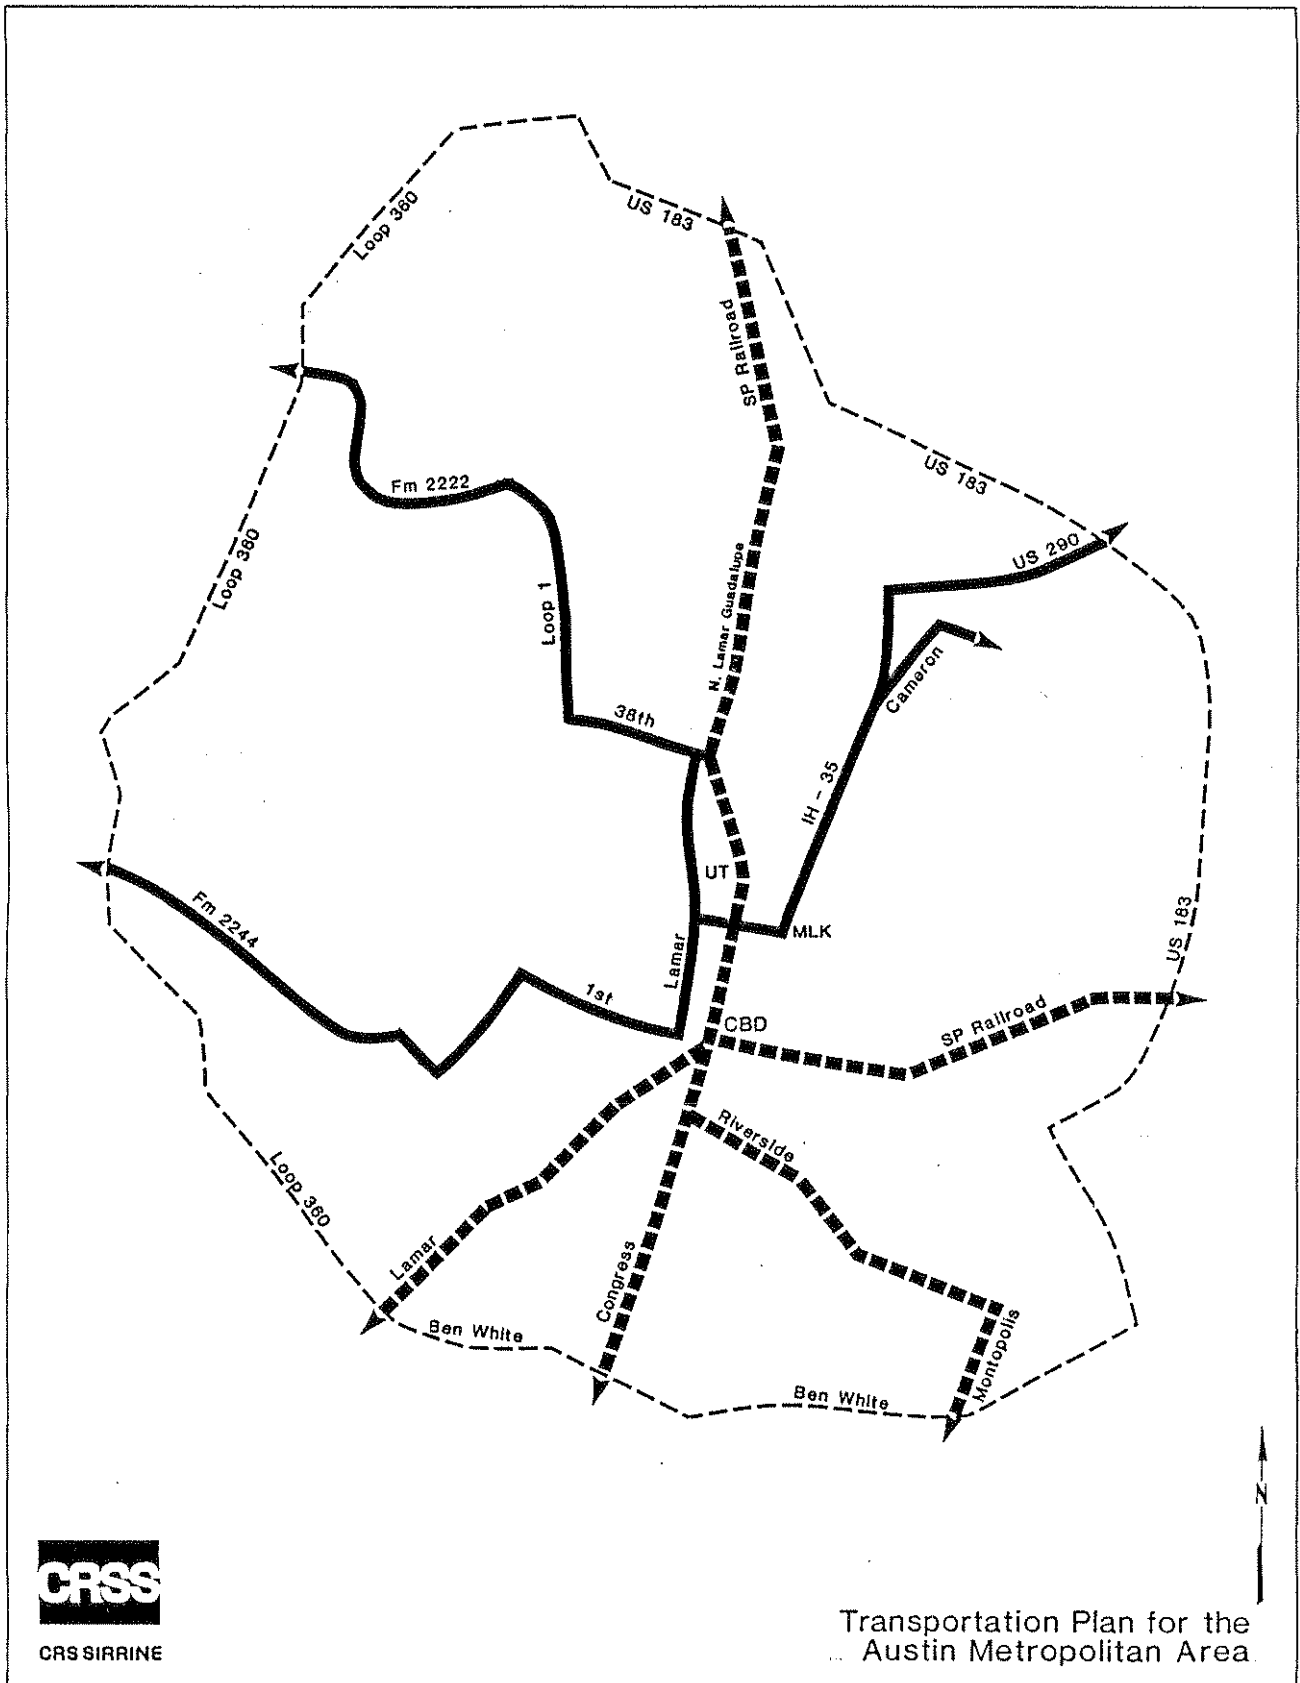 Loop 360
US 183
SP Railroad
Fm 2222
US 183
Loop 360
US 290
Loop 1
N. Lamar Guadalupe
Cameron
38th
IH - 35
UT
Fm 2244
MLK
US 183
Lamar
1st
CBD
SP Railroad
Riverside
Loop 360
Lamar
Congress
Ben White
Montopolis
Ben White
N
CRSS
CRS SIRRINE
Transportation Plan for the
Austin Metropolitan Area